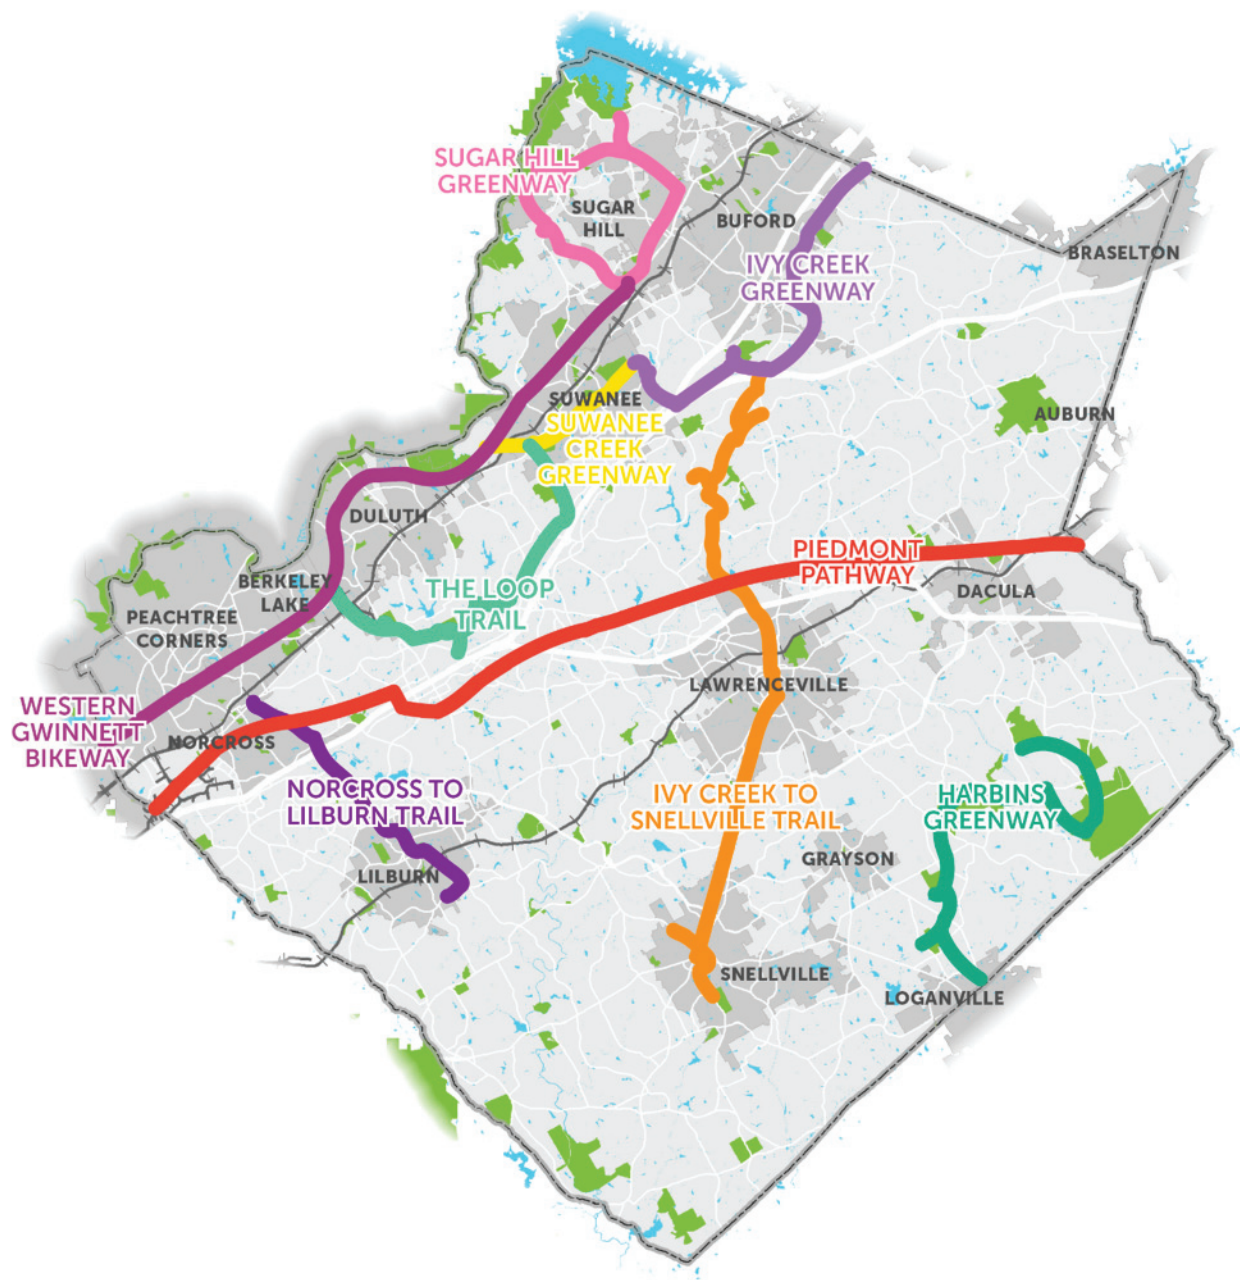 SUGAR HILL
GREENWAY
SUGAR
HILL
BUFORD
BRASELTON
IVY CREEK
GREENWAY
SUWANEE
SUWANEE
CREEK
GREENWAY
AUBURN
DULUTH
PIEDMONT
PATHWAY
BERKELEY
LAKE
THE LOOP
TRAIL
DACULA
PEACHTREE
CORNERS
LAWRENCEVILLE
WESTERN
GWINNETT
BIKEWAY
NORCROSS
NORCROSS TO
LILBURN TRAIL
IVY CREEK TO
SNELLVILLE TRAIL
HARBINS
GREENWAY
GRAYSON
LILBURN
SNELLVILLE
LOGANVILLE